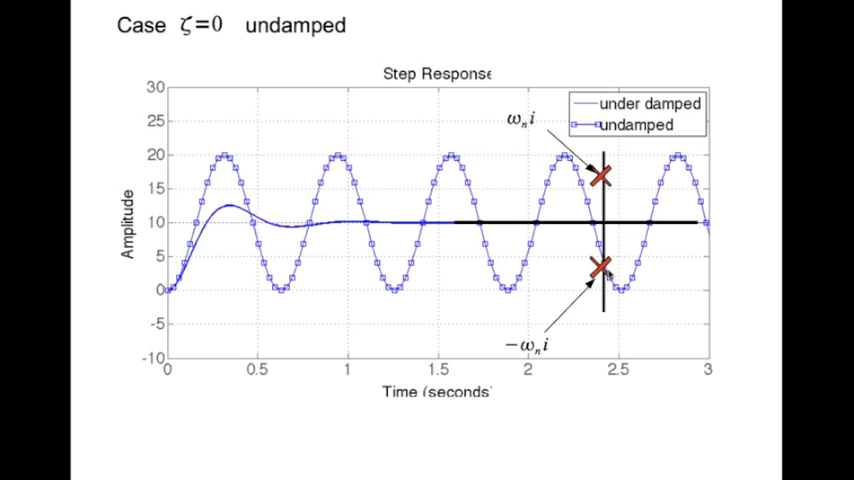 Case ζ=0 undamped
Step Response
30
25
20
15
10
5
0
-5
-10
Amplitude
ωₙi
under damped
undamped
-ωₙi
0 0.5 1 1.5 2 2.5 3
Time (seconds)